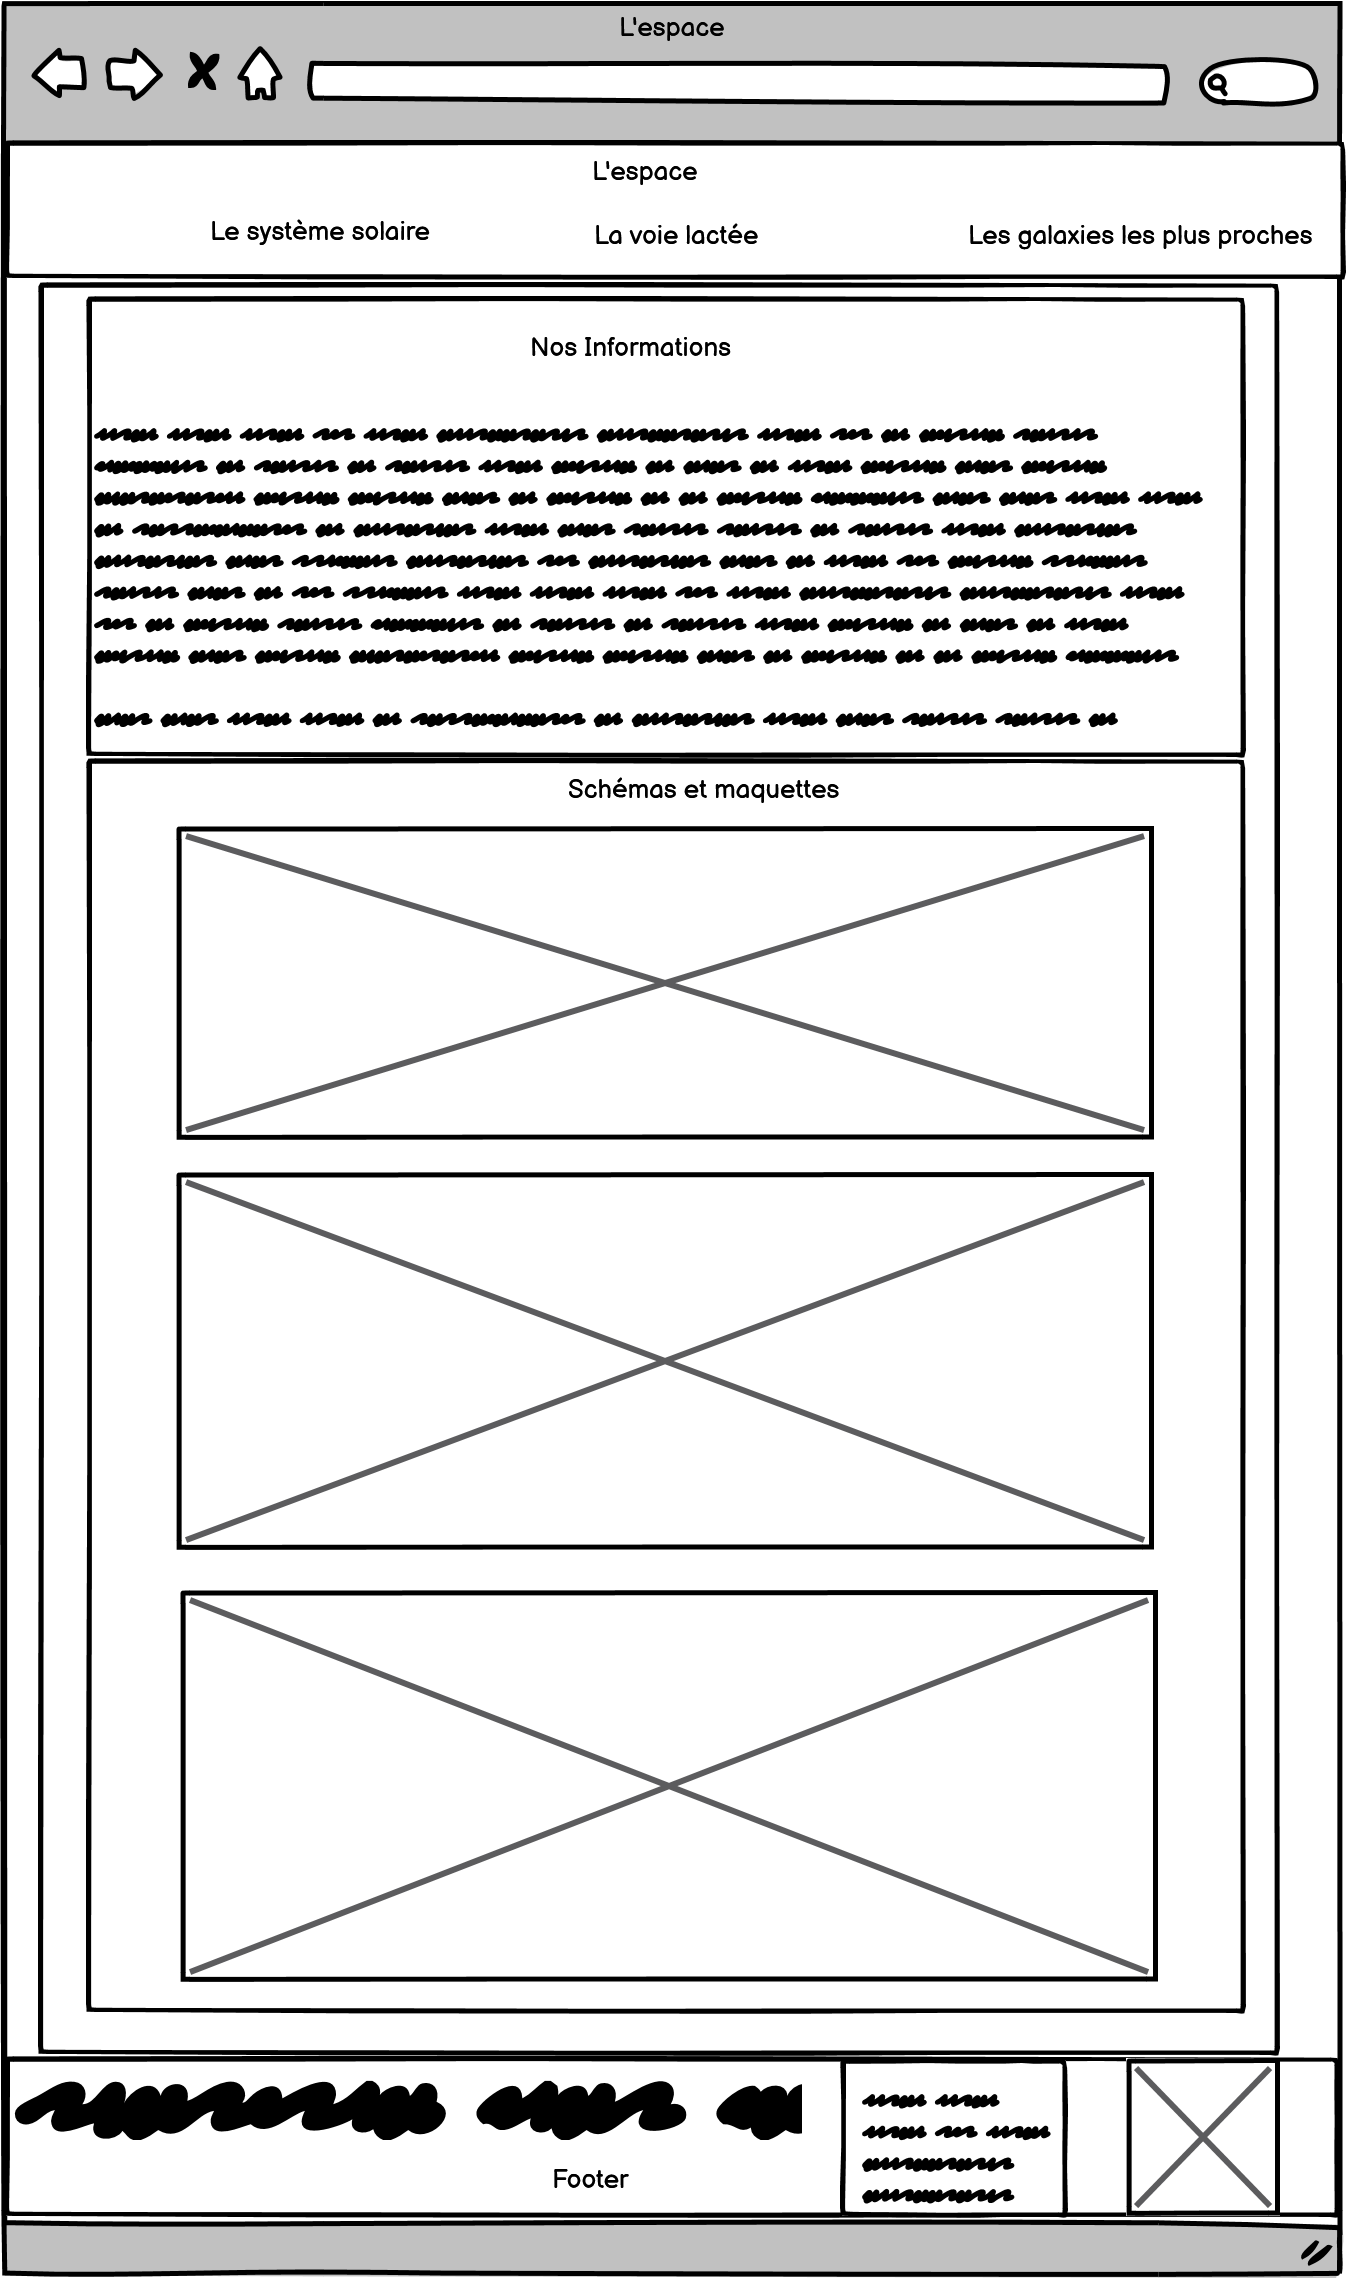 L'espace
L'espace
Le système solaire
La voie lactée
Les galaxies les plus proches
Nos Informations
Schémas et maquettes
Footer